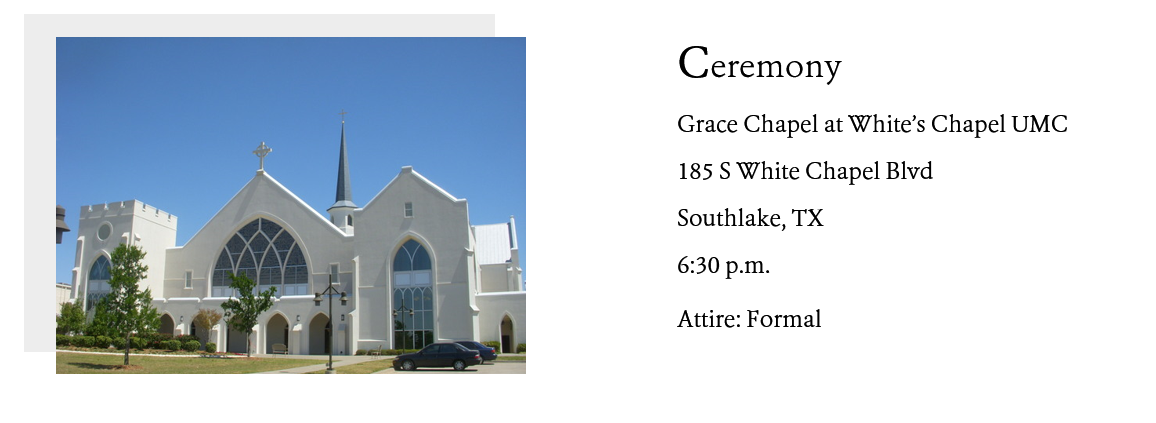 Ceremony
Grace Chapel at White’s Chapel UMC
185 S White Chapel Blvd
Southlake, TX
6:30 p.m.
Attire: Formal